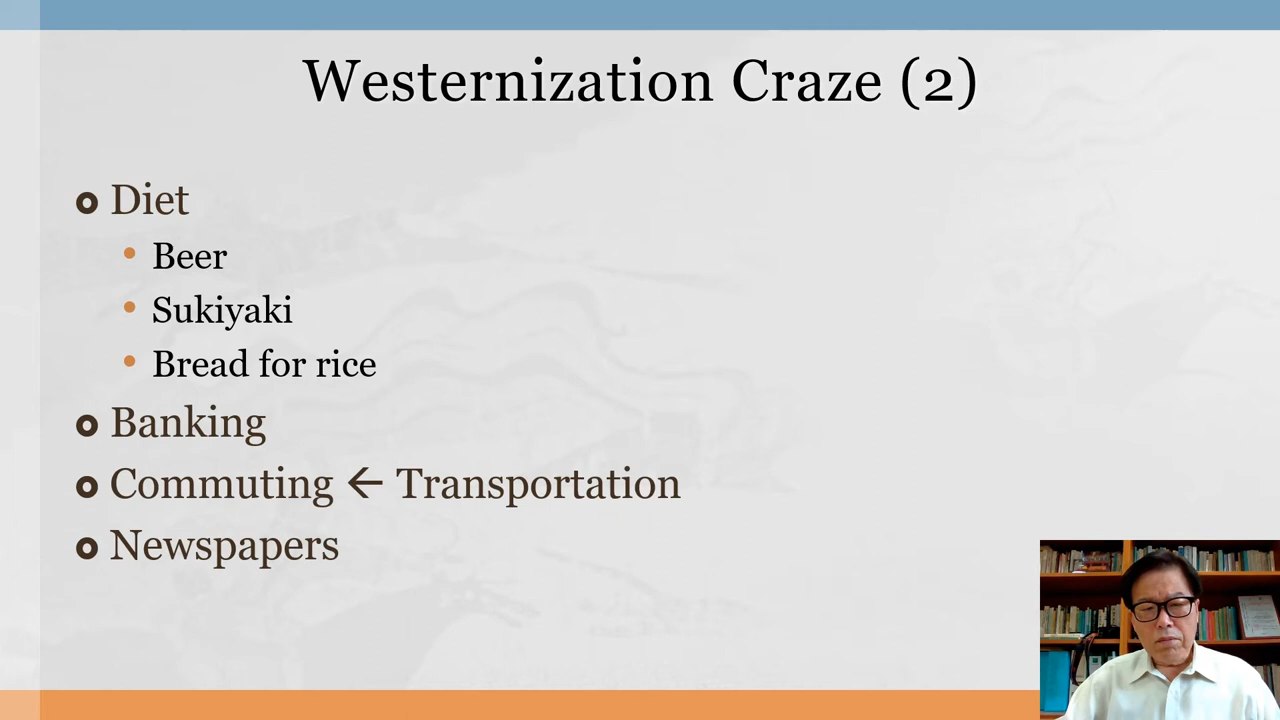 Westernization Craze (2)
Diet
Beer
Sukiyaki
Bread for rice
Banking
Commuting ← Transportation
Newspapers